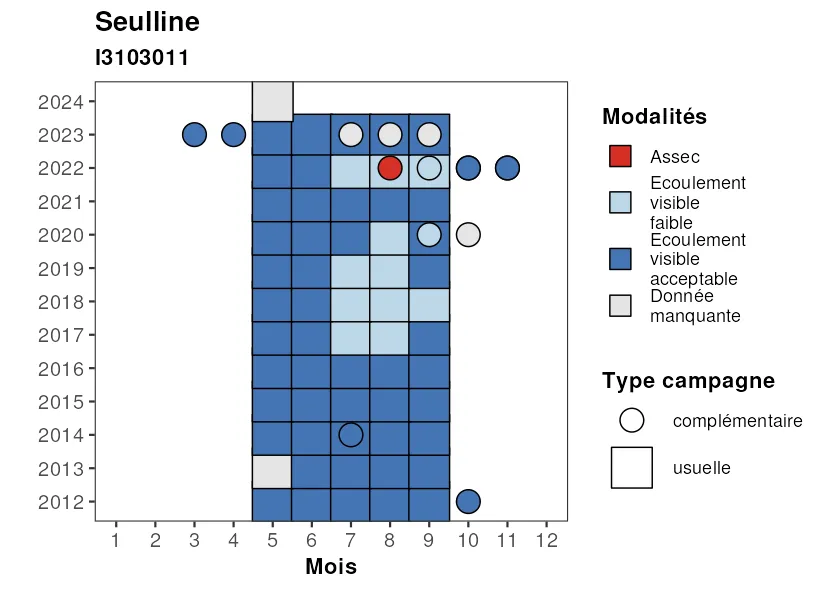 Seulline
I3103011
2024
2023
2022
2021
2020
2019
2018
2017
2016
2015
2014
2013
2012
1 2 3 4 5 6 7 8 9 10 11 12
Mois
Modalités
Assec
Ecoulement
visible
faible
Ecoulement
visible
acceptable
Donnée
manquante
Type campagne
complémentaire
usuelle